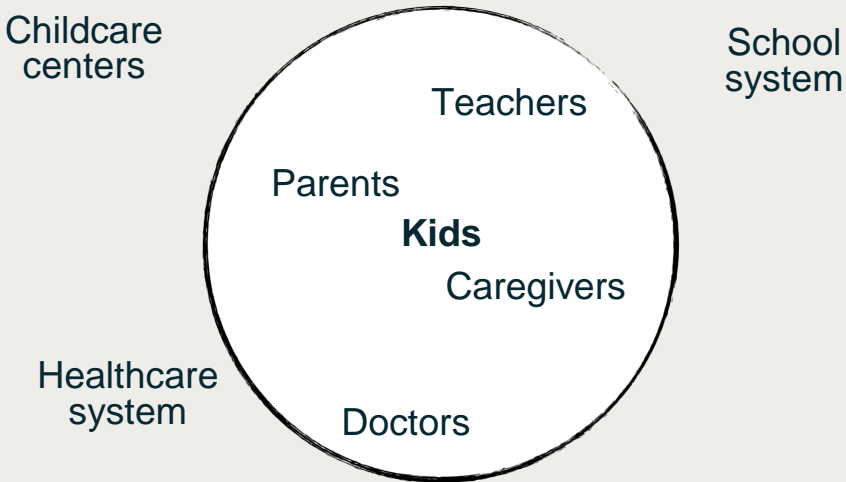 Childcare
centers
School
system
Teachers
Parents
Kids
Caregivers
Healthcare
system
Doctors